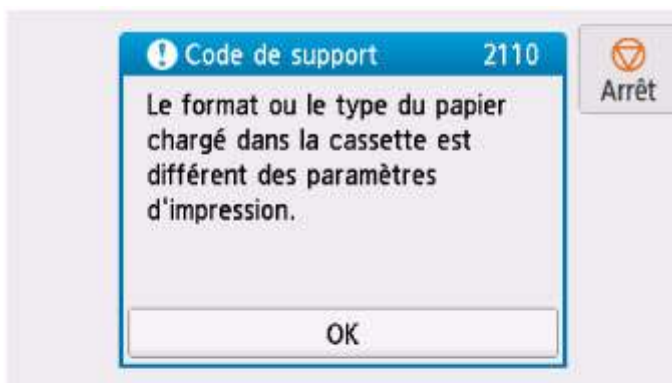 Code de support 2110
Arrêt
Le format ou le type du papier
chargé dans la cassette est
différent des paramètres
d'impression.
OK